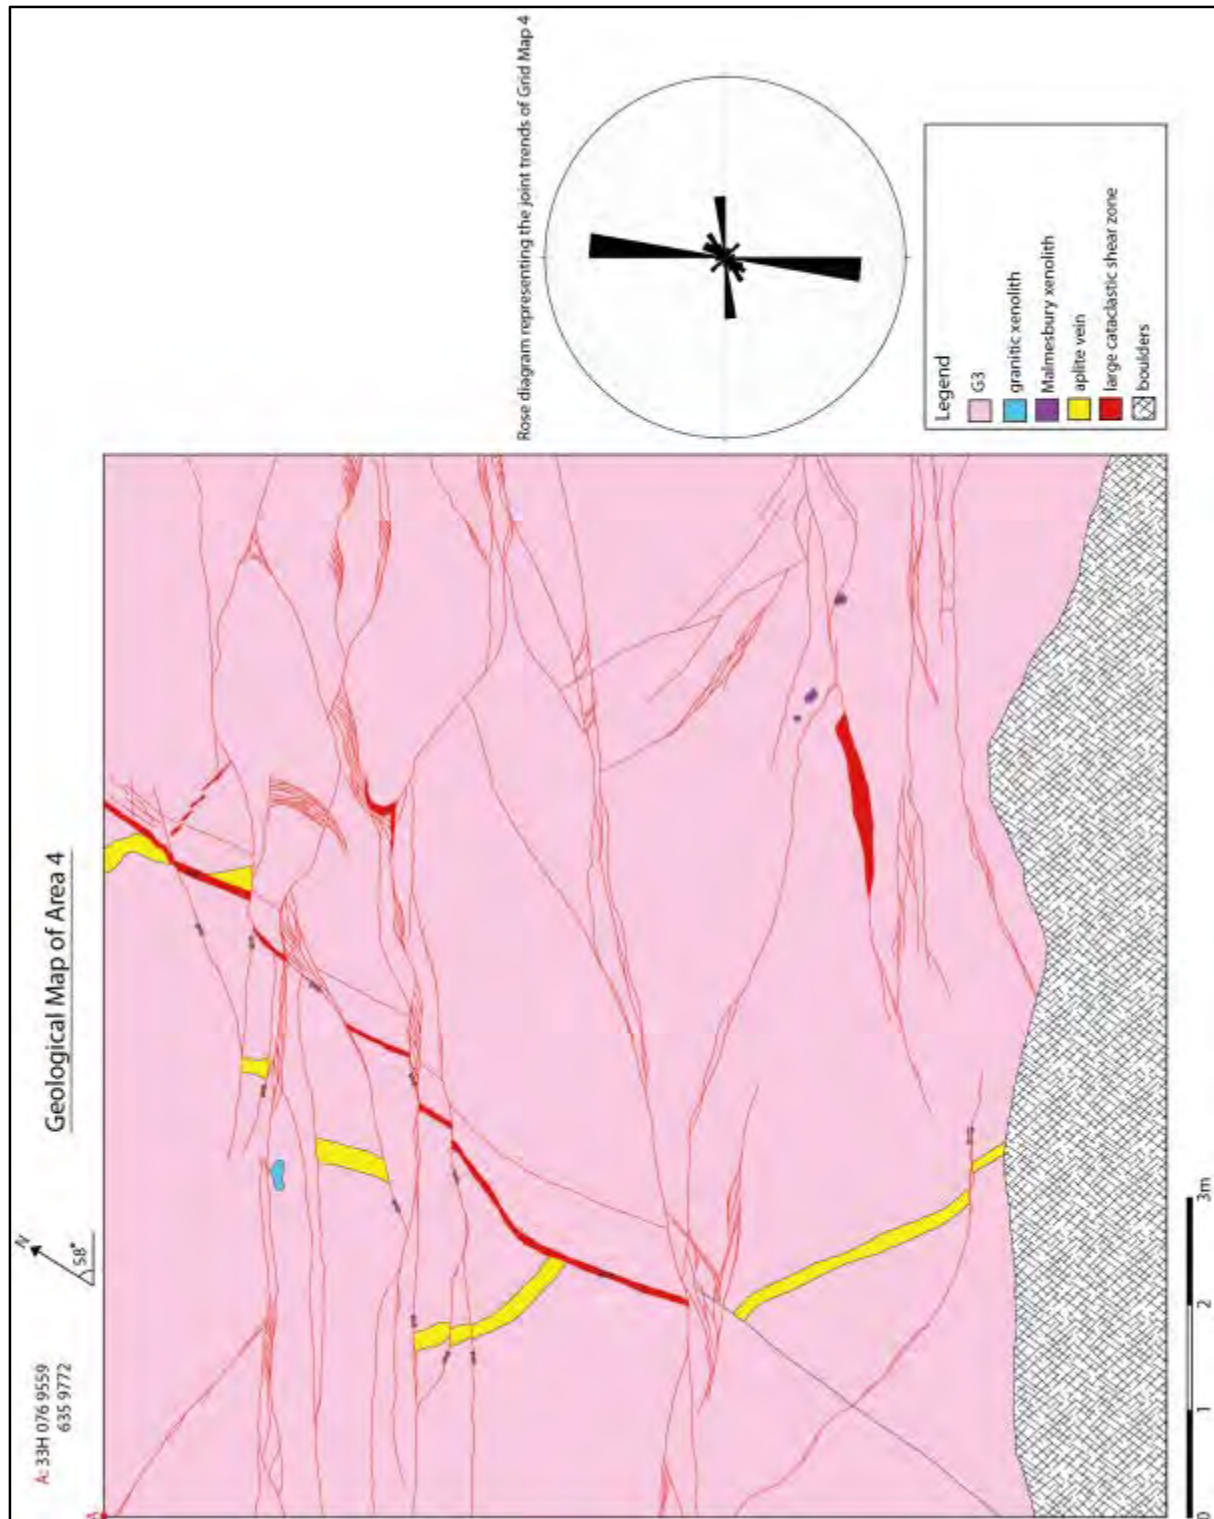 Geological Map of Area 4
A: 33H 076 9559
635 9772
N
58°
A
Rose diagram representing the joint trends of Grid Map 4
Legend
G3
granitic xenolith
Malmesbury xenolith
aplite vein
large cataclastic shear zone
boulders
0
1
2
3m